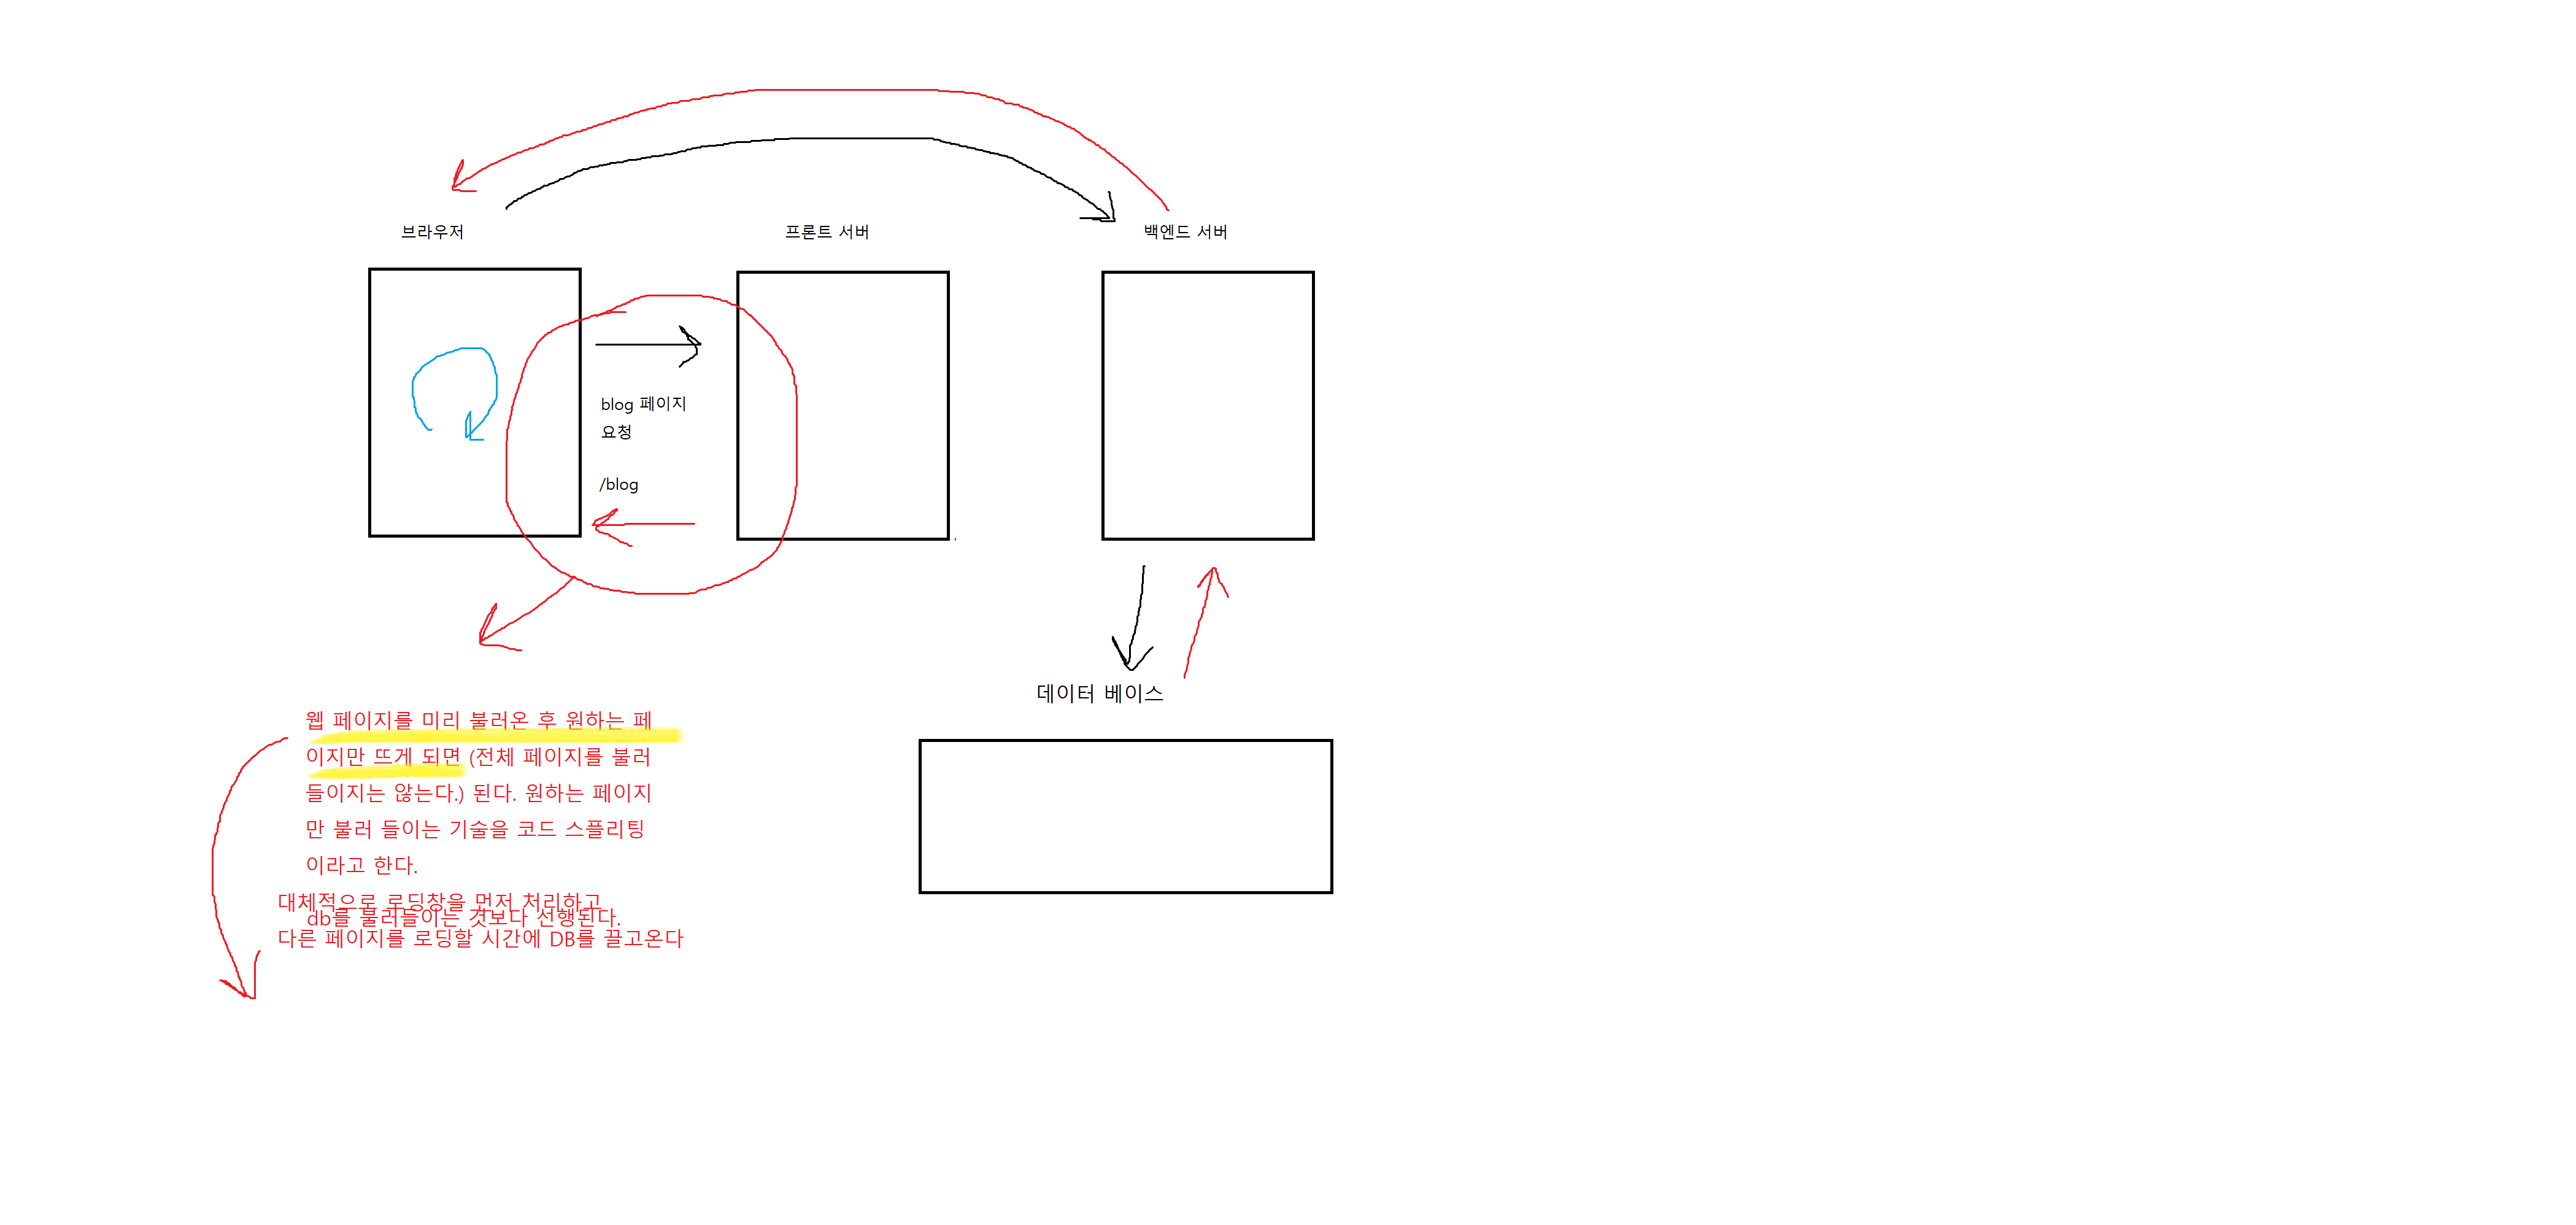 브라우저
프론트 서버
백엔드 서버
blog 페이지
요청
/blog
데이터 베이스
웹 페이지를 미리 불러온 후 원하는 페
이지만 뜨게 되면 (전체 페이지를 불러
들이지는 않는다.) 된다. 원하는 페이지
만 불러 들이는 기술을 코드 스플리팅
이라고 한다.
대체적으로 로딩창을 먼저 처리하고
db를 불러들이는 것보다 선행된다.
다른 페이지를 로딩할 시간에 DB를 끌고온다